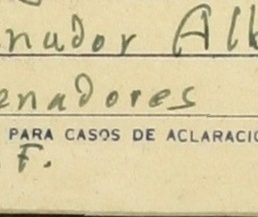 nador Alb
enadores
PARA CASOS DE ACLARACIO
F.